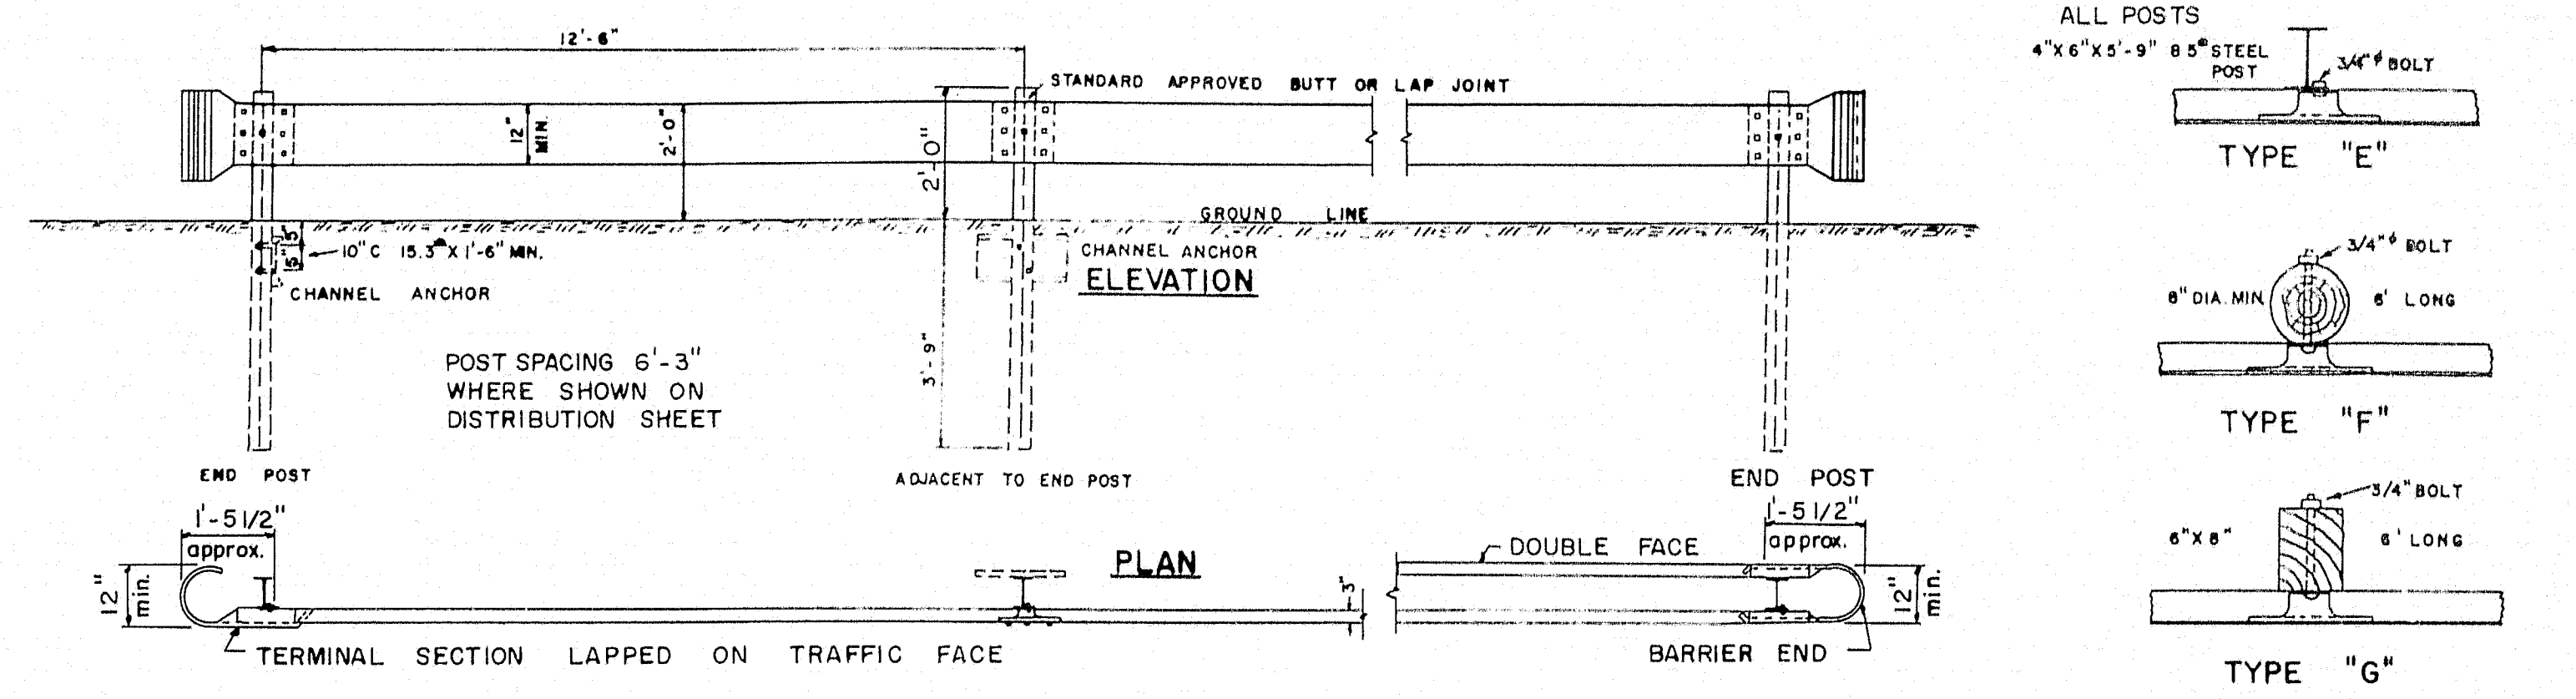 12'-6"
STANDARD APPROVED BUTT OR LAP JOINT
12" MIN.
2'-0"
2'-0"
GROUND LINE
5" 5"
10"C 15.3# X 1'-6" MIN.
CHANNEL ANCHOR
CHANNEL ANCHOR
ELEVATION
3'-9"
POST SPACING 6'-3"
WHERE SHOWN ON
DISTRIBUTION SHEET
END POST
ADJACENT TO END POST
END POST
1'-5 1/2"
approx.
12"
min.
PLAN
3"
DOUBLE FACE
1'-5 1/2"
approx.
12"
min.
TERMINAL SECTION LAPPED ON TRAFFIC FACE
BARRIER END
ALL POSTS
4"X6"X5'-9" 8 5# STEEL
POST
3/4"ø BOLT
TYPE "E"
3/4"ø BOLT
8" DIA. MIN. 6' LONG
TYPE "F"
3/4" BOLT
6"X8" 6' LONG
TYPE "G"